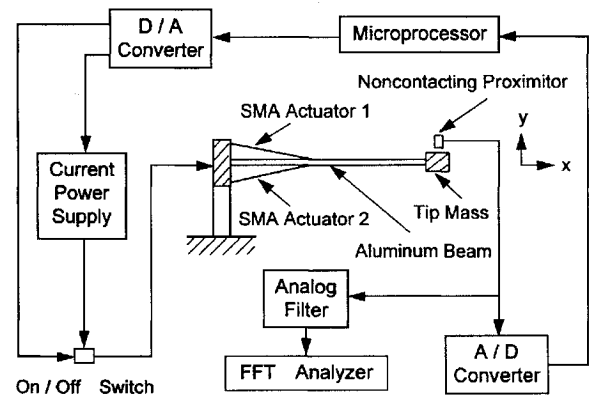 D / A
Converter
Microprocessor
Noncontacting Proximitor
SMA Actuator 1
y
x
Current
Power
Supply
SMA Actuator 2
Tip Mass
Aluminum Beam
Analog
Filter
A / D
Converter
FFT Analyzer
On / Off Switch